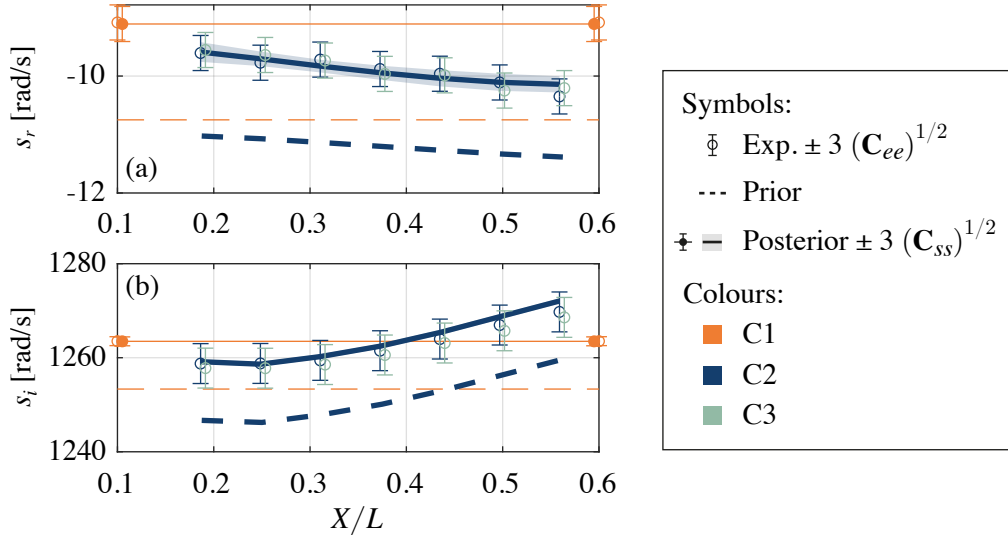 s_r [rad/s]
-10
-12
(a)
0.1 0.2 0.3 0.4 0.5 0.6
s_i [rad/s]
1280
1260
1240
(b)
0.1 0.2 0.3 0.4 0.5 0.6
X/L
Symbols:
Exp. ± 3 (C_ee)^1/2
Prior
Posterior ± 3 (C_ss)^1/2
Colours:
C1
C2
C3